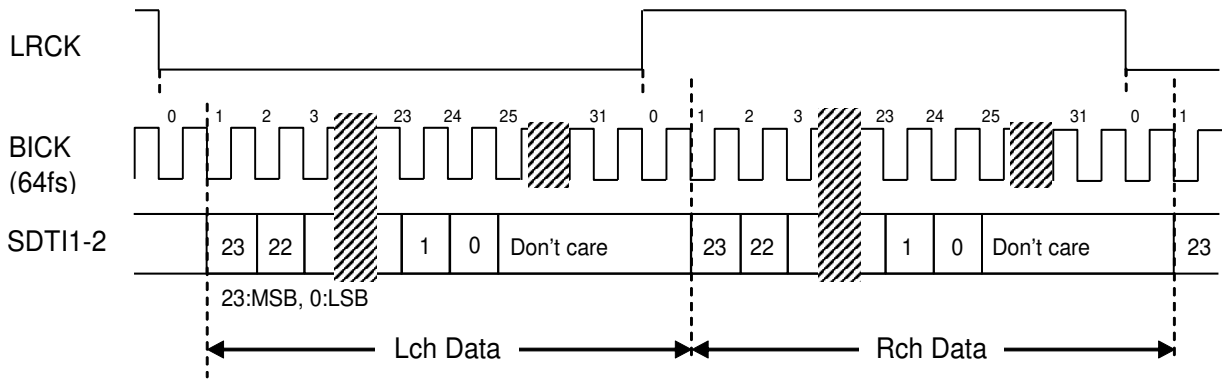 LRCK
0 1 2 3 23 24 25 31 0 1 2 3 23 24 25 31 0 1
BICK
(64fs)
SDTI1-2 23 22 1 0 Don't care 23 22 1 0 Don't care 23
23:MSB, 0:LSB
Lch Data Rch Data